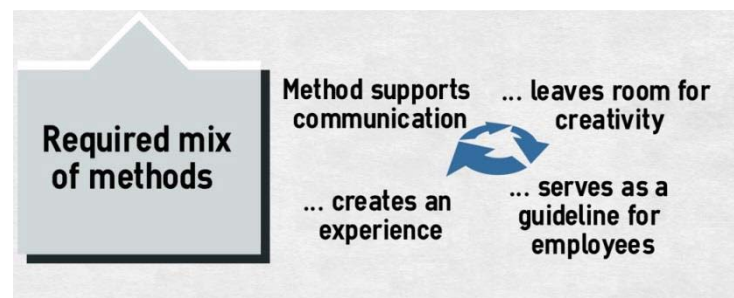 Required mix
of methods
Method supports
communication
... leaves room for
creativity
... creates an
experience
... serves as a
guideline for
employees